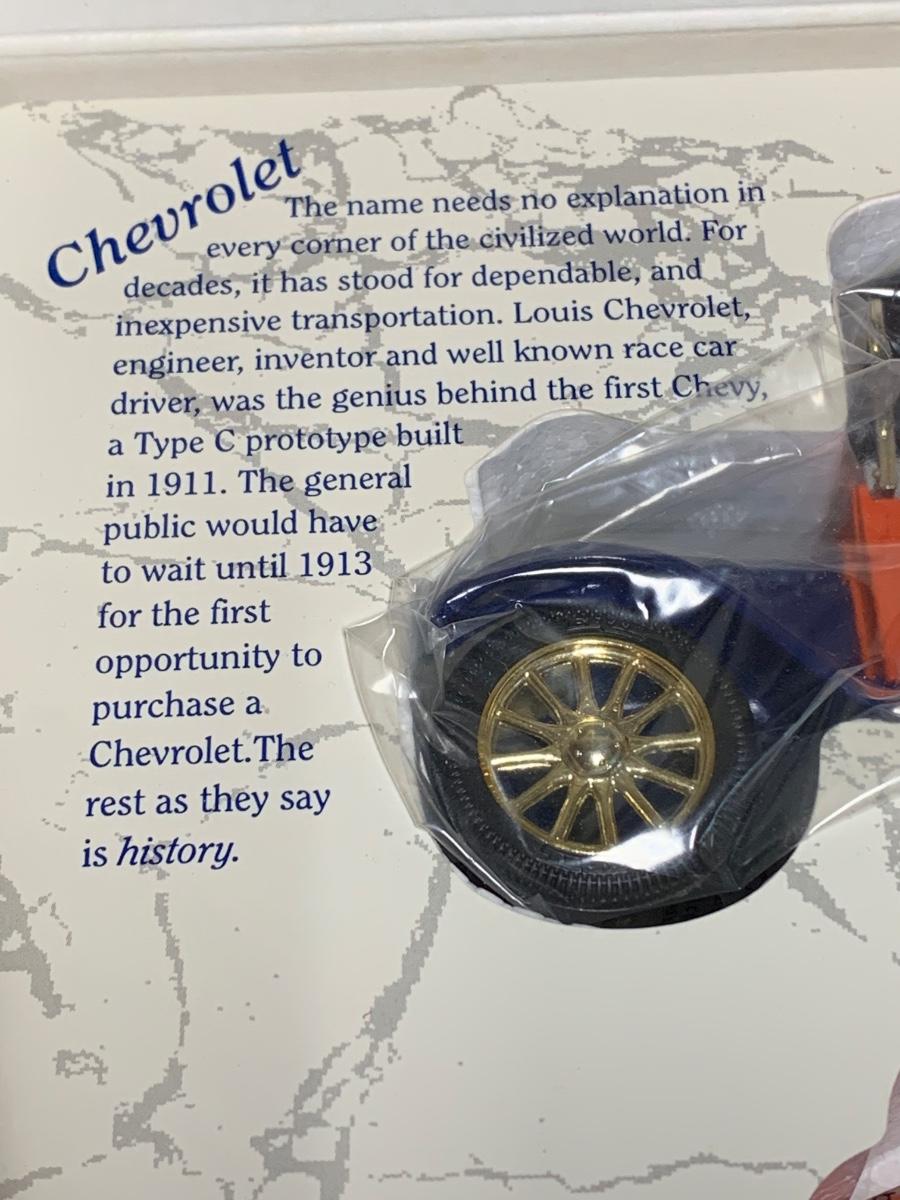 Chevrolet
The name needs no explanation in
every corner of the civilized world. For
decades, it has stood for dependable, and
inexpensive transportation. Louis Chevrolet,
engineer, inventor and well known race car
driver, was the genius behind the first Chevy,
a Type C prototype built
in 1911. The general
public would have
to wait until 1913
for the first
opportunity to
purchase a
Chevrolet.The
rest as they say
is history.